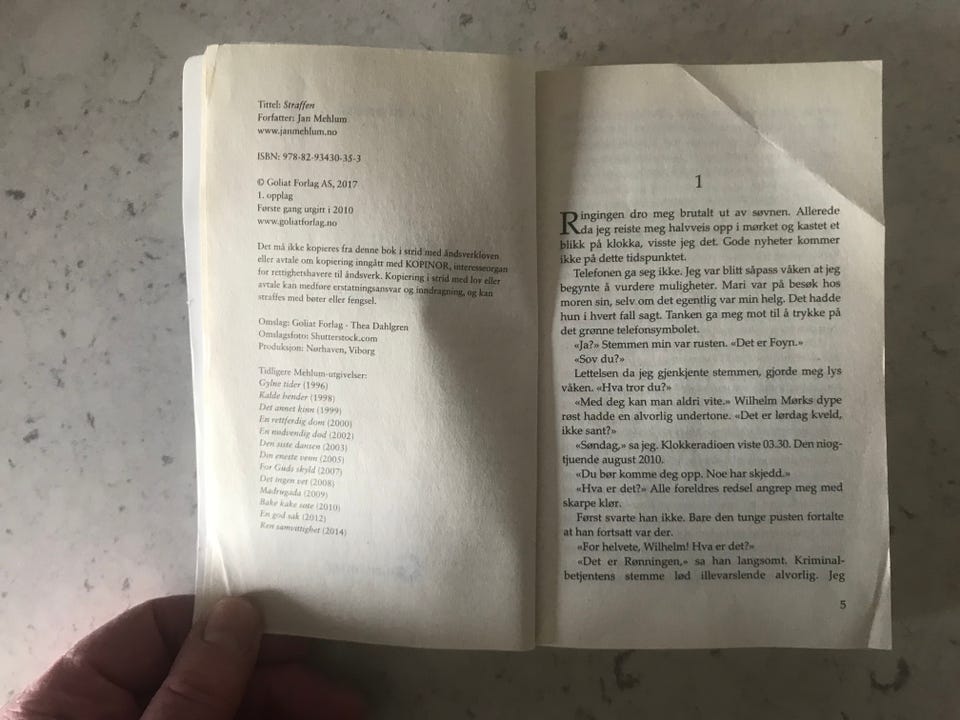 Tittel: Straffen
Forfatter: Jan Mehlum
www.janmehlum.no
ISBN: 978-82-93430-35-3
© Goliat Forlag AS, 2017
1. opplag
Første gang utgitt i 2010
www.goliatforlag.no
Det må ikke kopieres fra denne bok i strid med åndsverkloven
eller avtale om kopiering inngått med KOPINOR, interesseorgan
for rettighetshavere til åndsverk. Kopiering i strid med lov eller
avtale kan medføre erstatningsansvar og inndragning, og kan
straffes med bøter eller fengsel.
Omslag: Goliat Forlag - Thea Dahlgren
Omslagsfoto: Shutterstock.com
Produksjon: Nørhaven, Viborg
Tidligere Mehlum-utgivelser:
Gylne tider (1996)
Kalde hender (1998)
Det annet kinn (1999)
En rettferdig dom (2000)
En nødvendig død (2002)
Den siste dansen (2003)
Din eneste venn (2005)
For Guds skyld (2007)
Det ingen vet (2008)
Madrugada (2009)
Bake kake søte (2010)
En god sak (2012)
Ren samvittighet (2014)
1
Ringingen dro meg brutalt ut av søvnen. Allerede
da jeg reiste meg halvveis opp i mørket og kastet et
blikk på klokka, visste jeg det. Gode nyheter kommer
ikke på dette tidspunktet.
Telefonen ga seg ikke. Jeg var blitt såpass våken at jeg
begynte å vurdere muligheter. Mari var på besøk hos
moren sin, selv om det egentlig var min helg. Det hadde
hun i hvert fall sagt. Tanken ga meg mot til å trykke på
det grønne telefonsymbolet.
«Ja?» Stemmen min var rusten. «Det er Foyn.»
«Sov du?»
Lettelsen da jeg gjenkjente stemmen, gjorde meg lys
våken. «Hva tror du?»
«Med deg kan man aldri vite.» Wilhelm Mørks dype
røst hadde en alvorlig undertone. «Det er lørdag kveld,
ikke sant?»
«Søndag,» sa jeg. Klokkeradioen viste 03.30. Den niog-
tjuende august 2010.
«Du bør komme deg opp. Noe har skjedd.»
«Hva er det?» Alle foreldres redsel angrep meg med
skarpe klør.
Først svarte han ikke. Bare den tunge pusten fortalte
at han fortsatt var der.
«For helvete, Wilhelm! Hva er det?»
«Det er Rønningen,» sa han langsomt. Kriminal-
betjentens stemme lød illevarslende alvorlig. Jeg
5